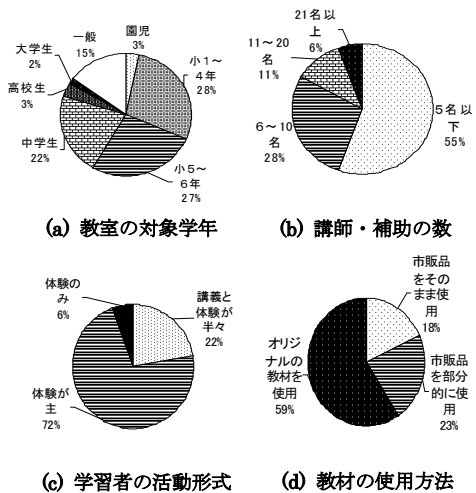 園児
3%
小1～
4年
28%
小5～
6年
27%
中学生
22%
高校生
3%
大学生
2%
一般
15%
(a) 教室の対象学年
5名以
下
55%
6～10
名
28%
11～20
名
11%
21名以
上
6%
(b) 講師・補助の数
講義と
体験が
半々
22%
体験が
主
72%
体験の
み
6%
(c) 学習者の活動形式
市販品
をその
まま使
用
18%
市販品
を部分
的に使
用
23%
オリジ
ナルの
教材を
使用
59%
(d) 教材の使用方法